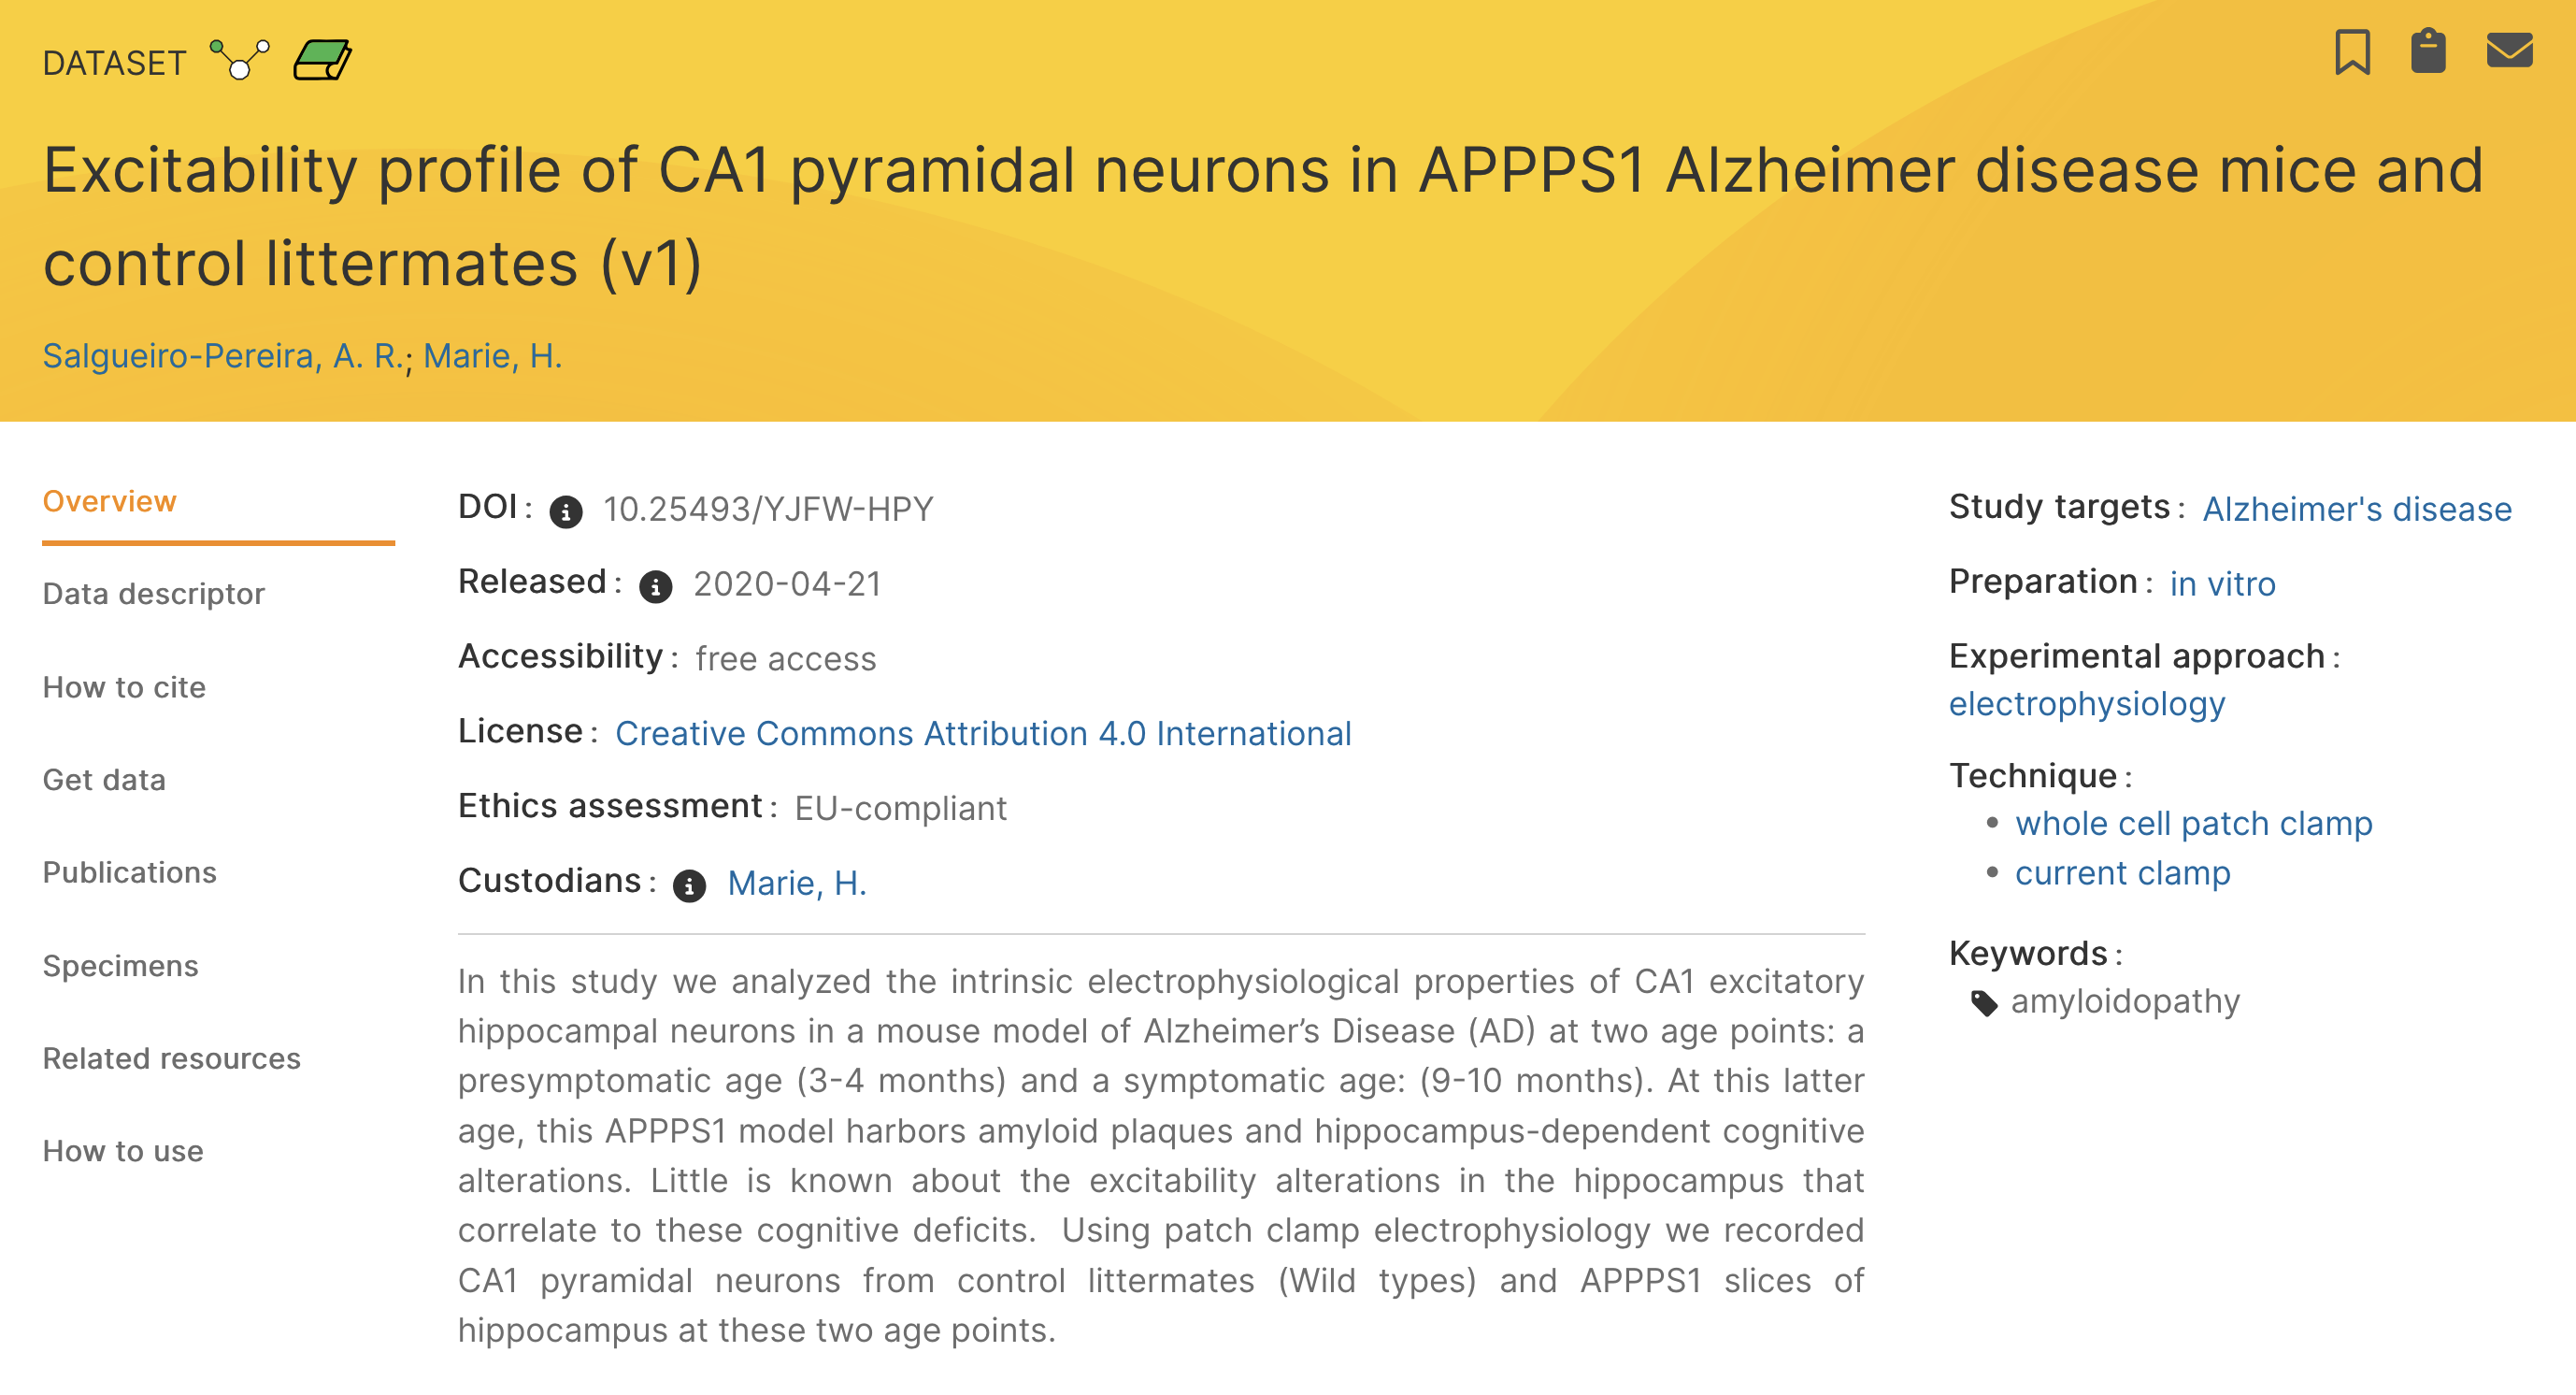 DATASET
Excitability profile of CA1 pyramidal neurons in APPPS1 Alzheimer disease mice and
control littermates (v1)
Salgueiro-Pereira, A. R.; Marie, H.
Overview
Data descriptor
How to cite
Get data
Publications
Specimens
Related resources
How to use
DOI : 10.25493/YJFW-HPY
Released : 2020-04-21
Accessibility : free access
License : Creative Commons Attribution 4.0 International
Ethics assessment : EU-compliant
Custodians : Marie, H.
In this study we analyzed the intrinsic electrophysiological properties of CA1 excitatory
hippocampal neurons in a mouse model of Alzheimer’s Disease (AD) at two age points: a
presymptomatic age (3-4 months) and a symptomatic age: (9-10 months). At this latter
age, this APPPS1 model harbors amyloid plaques and hippocampus-dependent cognitive
alterations. Little is known about the excitability alterations in the hippocampus that
correlate to these cognitive deficits. Using patch clamp electrophysiology we recorded
CA1 pyramidal neurons from control littermates (Wild types) and APPPS1 slices of
hippocampus at these two age points.
Study targets : Alzheimer's disease
Preparation : in vitro
Experimental approach :
electrophysiology
Technique :
• whole cell patch clamp
• current clamp
Keywords :
amyloidopathy